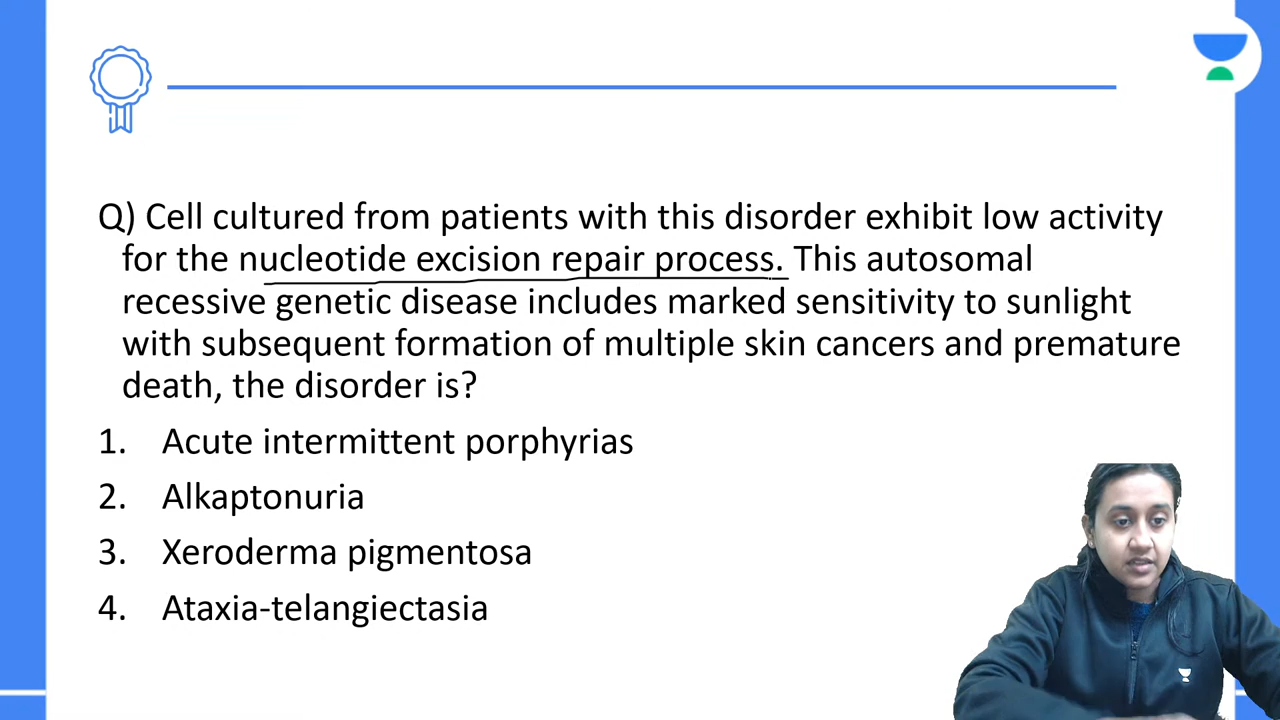 Q) Cell cultured from patients with this disorder exhibit low activity
for the nucleotide excision repair process. This autosomal
recessive genetic disease includes marked sensitivity to sunlight
with subsequent formation of multiple skin cancers and premature
death, the disorder is?
1. Acute intermittent porphyrias
2. Alkaptonuria
3. Xeroderma pigmentosa
4. Ataxia-telangiectasia